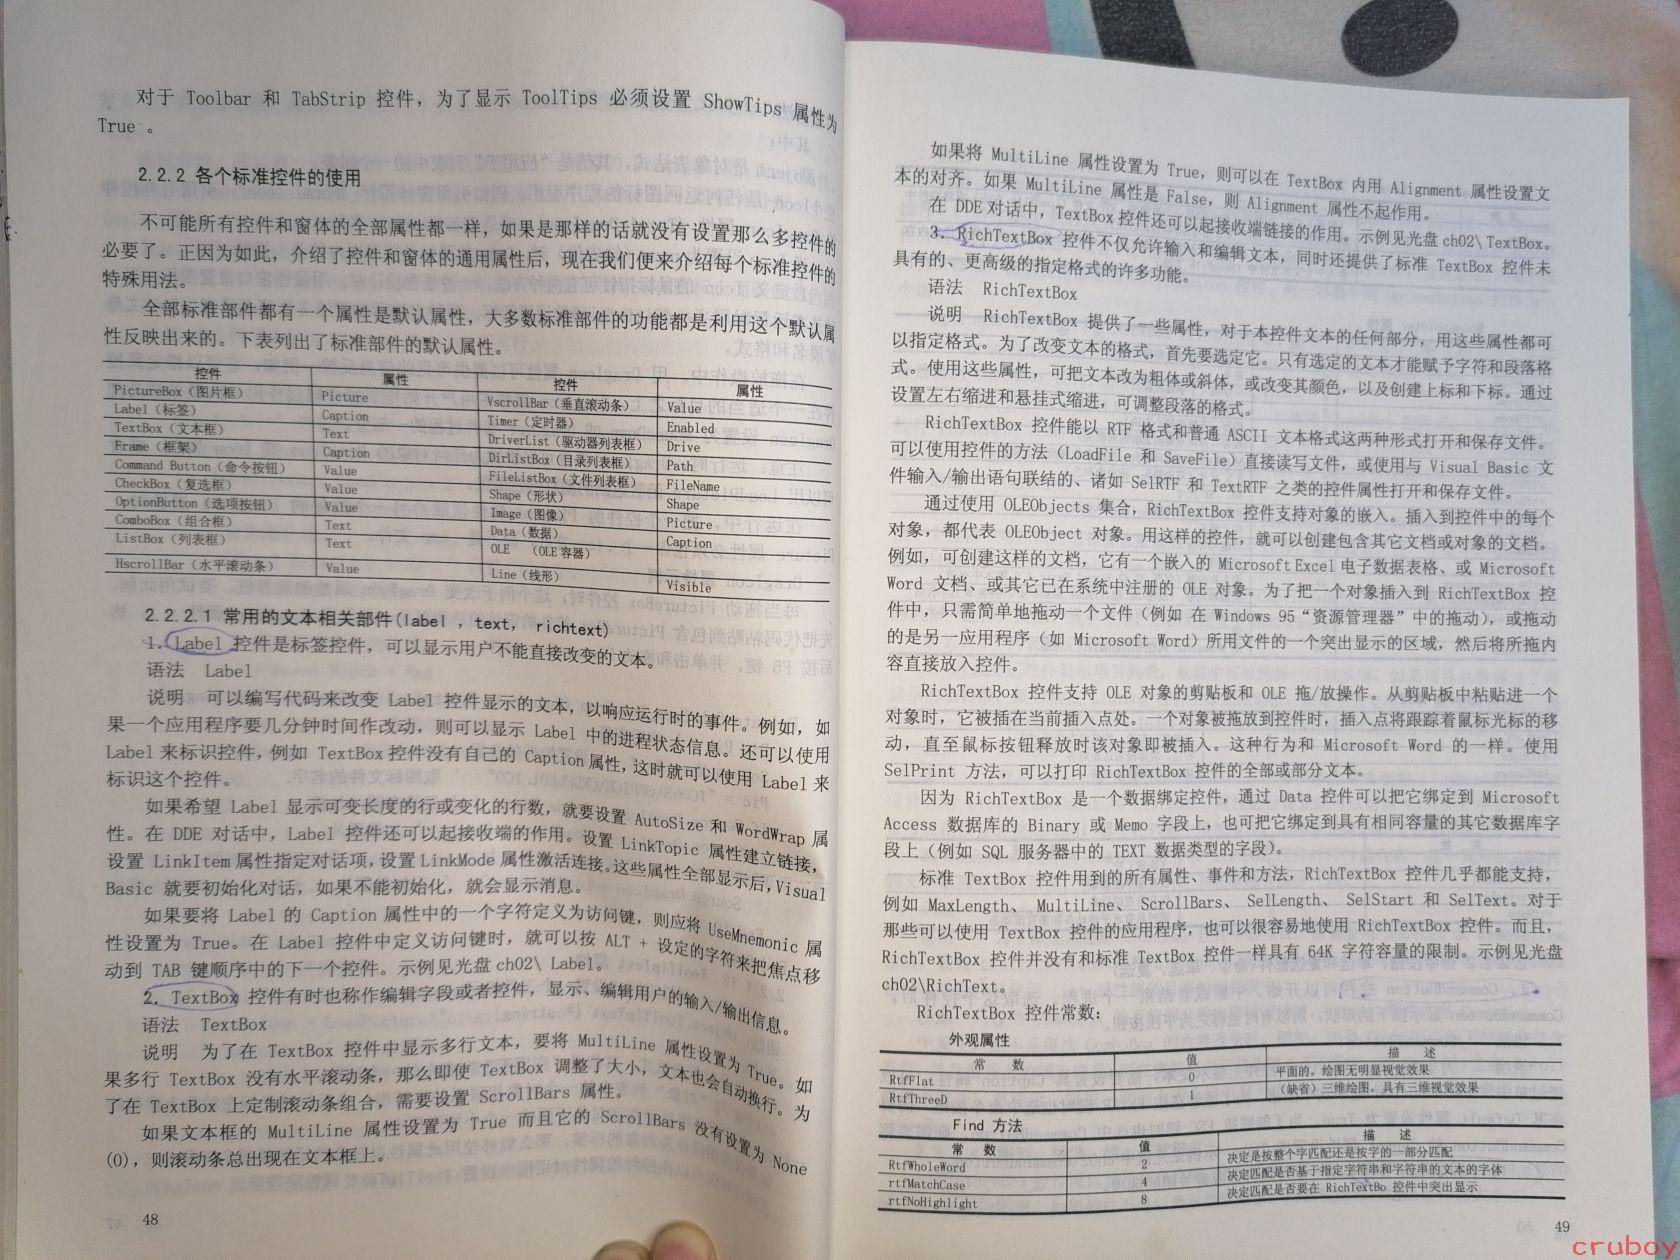 对于 Toolbar 和 TabStrip 控件，为了显示 ToolTips 必须设置 ShowTips 属性为
True 。
2.2.2 各个标准控件的使用
不可能所有控件和窗体的全部属性都一样，如果是那样的话就没有设置那么多控件的
必要了。正因为如此，介绍了控件和窗体的通用属性后，现在我们便来介绍每个标准控件的
特殊用法。
全部标准部件都有一个属性是默认属性，大多数标准部件的功能都是利用这个默认属
性反映出来的。下表列出了标准部件的默认属性。
控件 属性 控件 属性
PictureBox（图片框） Picture VscrollBar（垂直滚动条） Value
Label（标签） Caption Timer（定时器） Enabled
TextBox（文本框） Text DriverList（驱动器列表框） Drive
Frame（框架） Caption DirListBox（目录列表框） Path
Command Button（命令按钮） Value FileListBox（文件列表框） FileName
CheckBox（复选框） Value Shape（形状） Shape
OptionButton（选项按钮） Value Image（图像） Picture
ComboBox（组合框） Text Data（数据） Caption
ListBox（列表框） Text OLE （OLE 容器）
HscrollBar（水平滚动条） Value Line（线形） Visible
2.2.2.1 常用的文本相关部件(label ，text， richtext)
1. Label 控件是标签控件，可以显示用户不能直接改变的文本。
语法 Label
说明 可以编写代码来改变 Label 控件显示的文本，以响应运行时的事件。例如，如
果一个应用程序要几分钟时间作改动，则可以显示 Label 中的进程状态信息。还可以使用
Label 来标识控件，例如 TextBox 控件没有自己的 Caption 属性，这时就可以使用 Label 来
标识这个控件。
如果希望 Label 显示可变长度的行或变化的行数，就要设置 AutoSize 和 WordWrap 属
性。在 DDE 对话中，Label 控件还可以起接收端的作用。设置 LinkTopic 属性建立链接，
设置 LinkItem 属性指定对话项，设置 LinkMode 属性激活连接。这些属性全部显示后，Visual
Basic 就要初始化对话，如果不能初始化，就会显示消息。
如果要将 Label 的 Caption 属性中的一个字符定义为访问键，则应将 UseMnemonic 属
性设置为 True。在 Label 控件中定义访问键时，就可以按 ALT + 设定的字符来把焦点移
动到 TAB 键顺序中的下一个控件。示例见光盘 ch02\ Label。
2. TextBox 控件有时也称作编辑字段或者控件，显示、编辑用户的输入/输出信息。
语法 TextBox
说明 为了在 TextBox 控件中显示多行文本，要将 MultiLine 属性设置为 True。如
果多行 TextBox 没有水平滚动条，那么即使 TextBox 调整了大小，文本也会自动换行。为
了在 TextBox 上定制滚动条组合，需要设置 ScrollBars 属性。
如果文本框的 MultiLine 属性设置为 True 而且它的 ScrollBars 没有设置为 None
(0)，则滚动条总出现在文本框上。
48
如果将 MultiLine 属性设置为 True，则可以在 TextBox 内用 Alignment 属性设置文
本的对齐。如果 MultiLine 属性是 False，则 Alignment 属性不起作用。
在 DDE 对话中，TextBox 控件还可以起接收端链接的作用。示例见光盘 ch02\ TextBox。
3. RichTextBox 控件不仅允许输入和编辑文本，同时还提供了标准 TextBox 控件未
具有的、更高级的指定格式的许多功能。
语法 RichTextBox
说明 RichTextBox 提供了一些属性，对于本控件文本的任何部分，用这些属性都可
以指定格式。为了改变文本的格式，首先要选定它。只有选定的文本才能赋予字符和段落格
式。使用这些属性，可把文本改为粗体或斜体，或改变其颜色，以及创建上标和下标。通过
设置左右缩进和悬挂式缩进，可调整段落的格式。
RichTextBox 控件能以 RTF 格式和普通 ASCII 文本格式这两种形式打开和保存文件。
可以使用控件的方法（LoadFile 和 SaveFile）直接读写文件，或使用与 Visual Basic 文
件输入/输出语句联结的、诸如 SelRTF 和 TextRTF 之类的控件属性打开和保存文件。
通过使用 OLEObjects 集合，RichTextBox 控件支持对象的嵌入。插入到控件中的每个
对象，都代表 OLEObject 对象。用这样的控件，就可以创建包含其它文档或对象的文档。
例如，可创建这样的文档，它有一个嵌入的 Microsoft Excel 电子数据表格、或 Microsoft
Word 文档、或其它已在系统中注册的 OLE 对象。为了把一个对象插入到 RichTextBox 控
件中，只需简单地拖动一个文件（例如 在 Windows 95“资源管理器”中的拖动），或拖动
的是另一应用程序（如 Microsoft Word）所用文件的一个突出显示的区域，然后将所拖内
容直接放入控件。
RichTextBox 控件支持 OLE 对象的剪贴板和 OLE 拖/放操作。从剪贴板中粘贴进一个
对象时，它被插在当前插入点处。一个对象被拖放到控件时，插入点将跟踪着鼠标光标的移
动，直至鼠标按钮释放时该对象即被插入。这种行为和 Microsoft Word 的一样。使用
SelPrint 方法，可以打印 RichTextBox 控件的全部或部分文本。
因为 RichTextBox 是一个数据绑定控件，通过 Data 控件可以把它绑定到 Microsoft
Access 数据库的 Binary 或 Memo 字段上，也可把它绑定到具有相同容量的其它数据库字
段上（例如 SQL 服务器中的 TEXT 数据类型的字段）。
标准 TextBox 控件用到的所有属性、事件和方法，RichTextBox 控件几乎都能支持，
例如 MaxLength、 MultiLine、 ScrollBars、 SelLength、 SelStart 和 SelText。对于
那些可以使用 TextBox 控件的应用程序，也可以很容易地使用 RichTextBox 控件。而且，
RichTextBox 控件并没有和标准 TextBox 控件一样具有 64K 字符容量的限制。示例见光盘
ch02\RichText。
RichTextBox 控件常数：
外观属性
常 数 值 描 述
RtfFlat 0 平面的。绘图无明显视觉效果
RtfThreeD 1 （缺省）三维绘图。具有三维视觉效果
Find 方法
常 数 值 描 述
RtfWholeWord 2 决定是按整个字匹配还是按字的一部分匹配
rtfMatchCase 4 决定匹配是否基于指定字符串和字符串的文本的字体
rtfNoHighlight 8 决定匹配是否要在 RichTextBo 控件中突出显示
49
cruboy